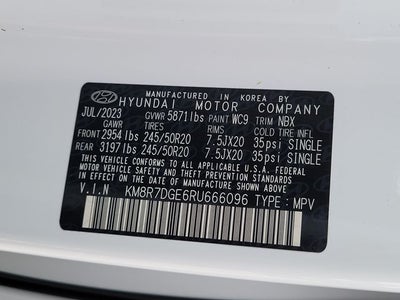 MANUFACTURED IN KOREA BY
HYUNDAI MOTOR COMPANY
JUL/2023 GVWR 5871 lbs PAINT WC9 TRIM NBX
GAWR TIRES RIMS COLD TIRE INFL
FRONT 2954 lbs 245/50R20 7.5JX20 35psi SINGLE
REAR 3197 lbs 245/50R20 7.5JX20 35psi SINGLE
THIS VEHICLE CONFORMS TO ALL APPLICABLE U.S.A. FEDERAL
MOTOR VEHICLE SAFETY AND THEFT PREVENTION
STANDARDS IN EFFECT ON THE DATE OF
MANUFACTURE SHOWN ABOVE.
V.I.N KM8R7DGE6RU666096 TYPE : MPV